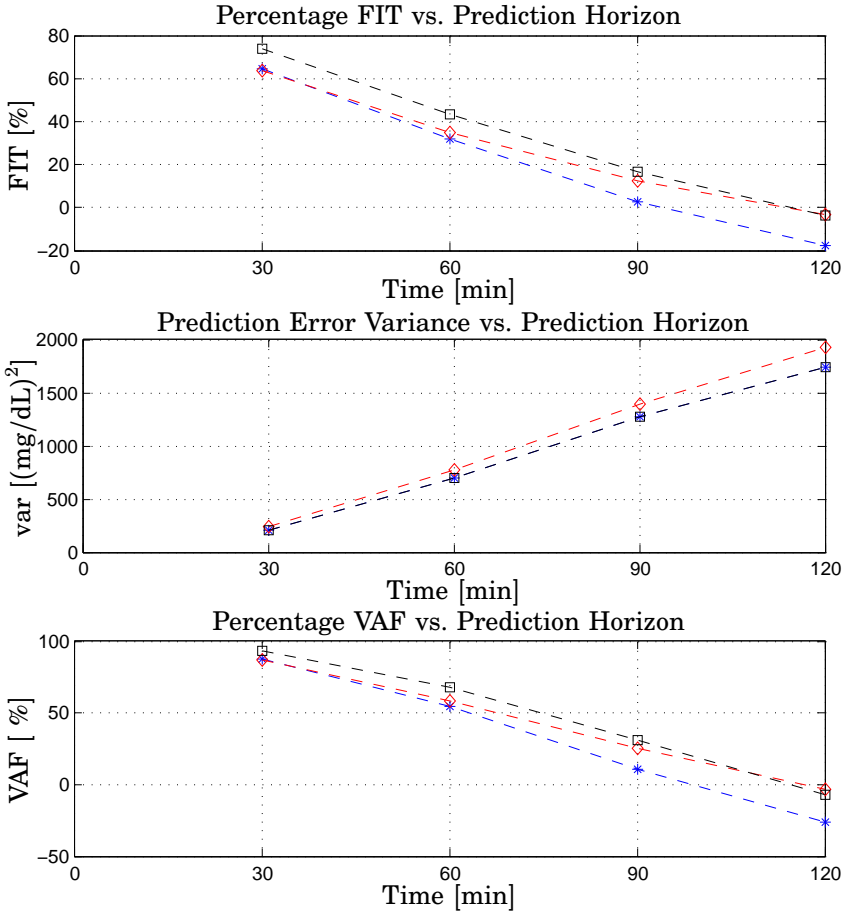 Percentage FIT vs. Prediction Horizon
FIT [%]
80
60
40
20
0
−20
0 30 60 90 120
Time [min]
Prediction Error Variance vs. Prediction Horizon
var [(mg/dL)²]
2000
1500
1000
500
0
0 30 60 90 120
Time [min]
Percentage VAF vs. Prediction Horizon
VAF [ %]
100
50
0
−50
0 30 60 90 120
Time [min]